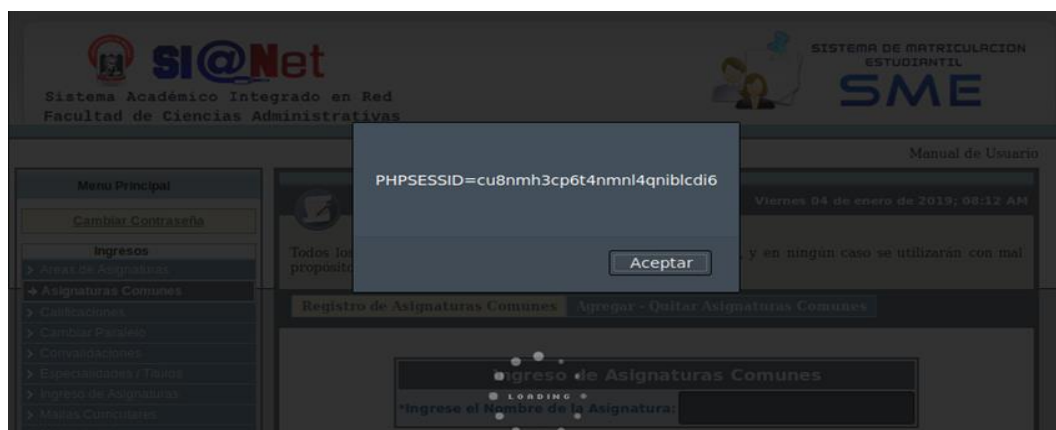 SI@Net
Sistema Académico Integrado en Red
Facultad de Ciencias Administrativas
SISTEMA DE MATRICULACION
ESTUDIANTIL
SME
Manual de Usuario
Menu Principal
Cambiar Contraseña
Ingresos
Areas de Asignaturas
Asignaturas Comunes
Calificaciones
Cambiar Paralelo
Convalidaciones
Especialidades / Titulos
Ingreso de Asignaturas
Mallas Curriculares
PHPSESSID=cu8nmh3cp6t4nmnl4qniblcdi6
Aceptar
Viernes 04 de enero de 2019; 08:12 AM
Todos los
, y en ningún caso se utilizarán con mal
proposito
Registro de Asignaturas Comunes
Agregar - Quitar Asignaturas Comunes
Ingreso de Asignaturas Comunes
LOADING
*Ingrese el Nombre de la Asignatura: